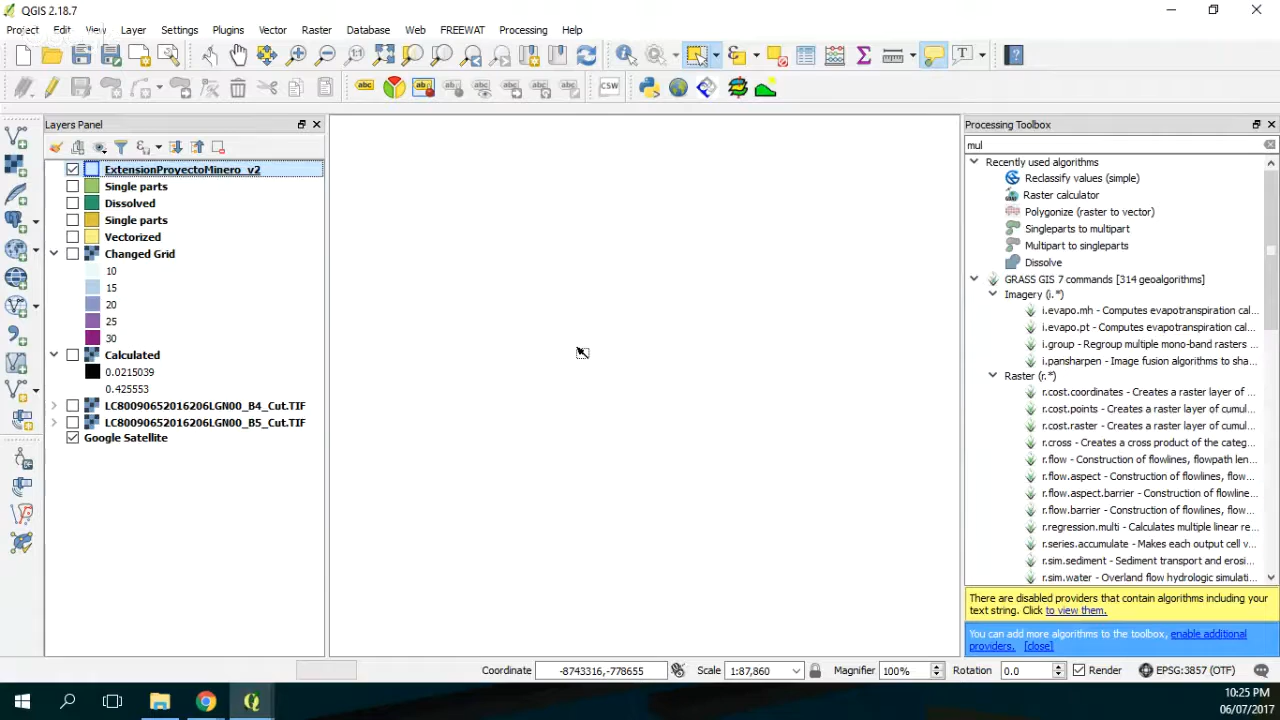 QGIS 2.18.7
Project Edit View Layer Settings Plugins Vector Raster Database Web FREEWAT Processing Help
abc abc ab abc abc abc abc abc CSW
Layers Panel
ExtensionProyectoMinero_v2
Single parts
Dissolved
Single parts
Vectorized
Changed Grid
10
15
20
25
30
Calculated
0.0215039
0.425553
LC80090652016206LGN00_B4_Cut.TIF
LC80090652016206LGN00_B5_Cut.TIF
Google Satellite
Processing Toolbox
mul
Recently used algorithms
Reclassify values (simple)
Raster calculator
Polygonize (raster to vector)
Singleparts to multipart
Multipart to singleparts
Dissolve
GRASS GIS 7 commands [314 geoalgorithms]
Imagery (i.*)
i.evapo.mh - Computes evapotranspiration cal...
i.evapo.pt - Computes evapotranspiration cal...
i.group - Regroup multiple mono-band rasters ...
i.pansharpen - Image fusion algorithms to sha...
Raster (r.*)
r.cost.coordinates - Creates a raster layer of ...
r.cost.points - Creates a raster layer of cumul...
r.cost.raster - Creates a raster layer of cumul...
r.cross - Creates a cross product of the categ...
r.flow - Construction of flowlines, flowpath len...
r.flow.aspect - Construction of flowlines, flow...
r.flow.aspect.barrier - Construction of flowline...
r.flow.barrier - Construction of flowlines, flow...
r.regression.multi - Calculates multiple linear re...
r.series.accumulate - Makes each output cell v...
r.sim.sediment - Sediment transport and erosi...
r.sim.water - Overland flow hydrologic simulati...
There are disabled providers that contain algorithms including your
text string. Click to view them.
You can add more algorithms to the toolbox, enable additional
providers. [close]
Coordinate -8743316,-778655 Scale 1:87,860 Magnifier 100% Rotation 0.0 Render EPSG:3857 (OTF)
10:25 PM
06/07/2017